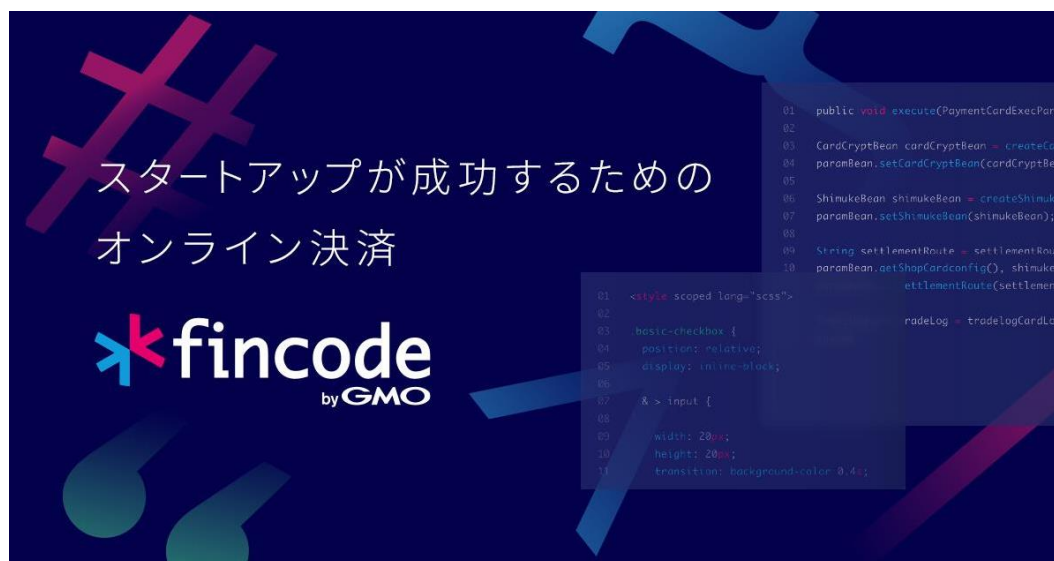 スタートアップが成功するための
オンライン決済
fincode
by GMO
01 public void execute(PaymentCardExecPar
02
03 CardCryptBean cardCryptBean = createCa
04 paramBean.setCardCryptBean(cardCryptBe
05
06 ShimukeBean shimukeBean = createShimuk
07 paramBean.setShimukeBean(shimukeBean);
08
09 String settlementRoute = settlementRou
10 paramBean.getShopCardconfig(), shimuke
ettlementRoute(settlemen
radeLog = tradelogCardLo
01 <style scoped lang="scss">
02
03 .basic-checkbox {
04 position: relative;
05 display: inline-block;
06
07 & > input {
08
09 width: 20px;
10 height: 20px;
11 transition: background-color 0.4s;